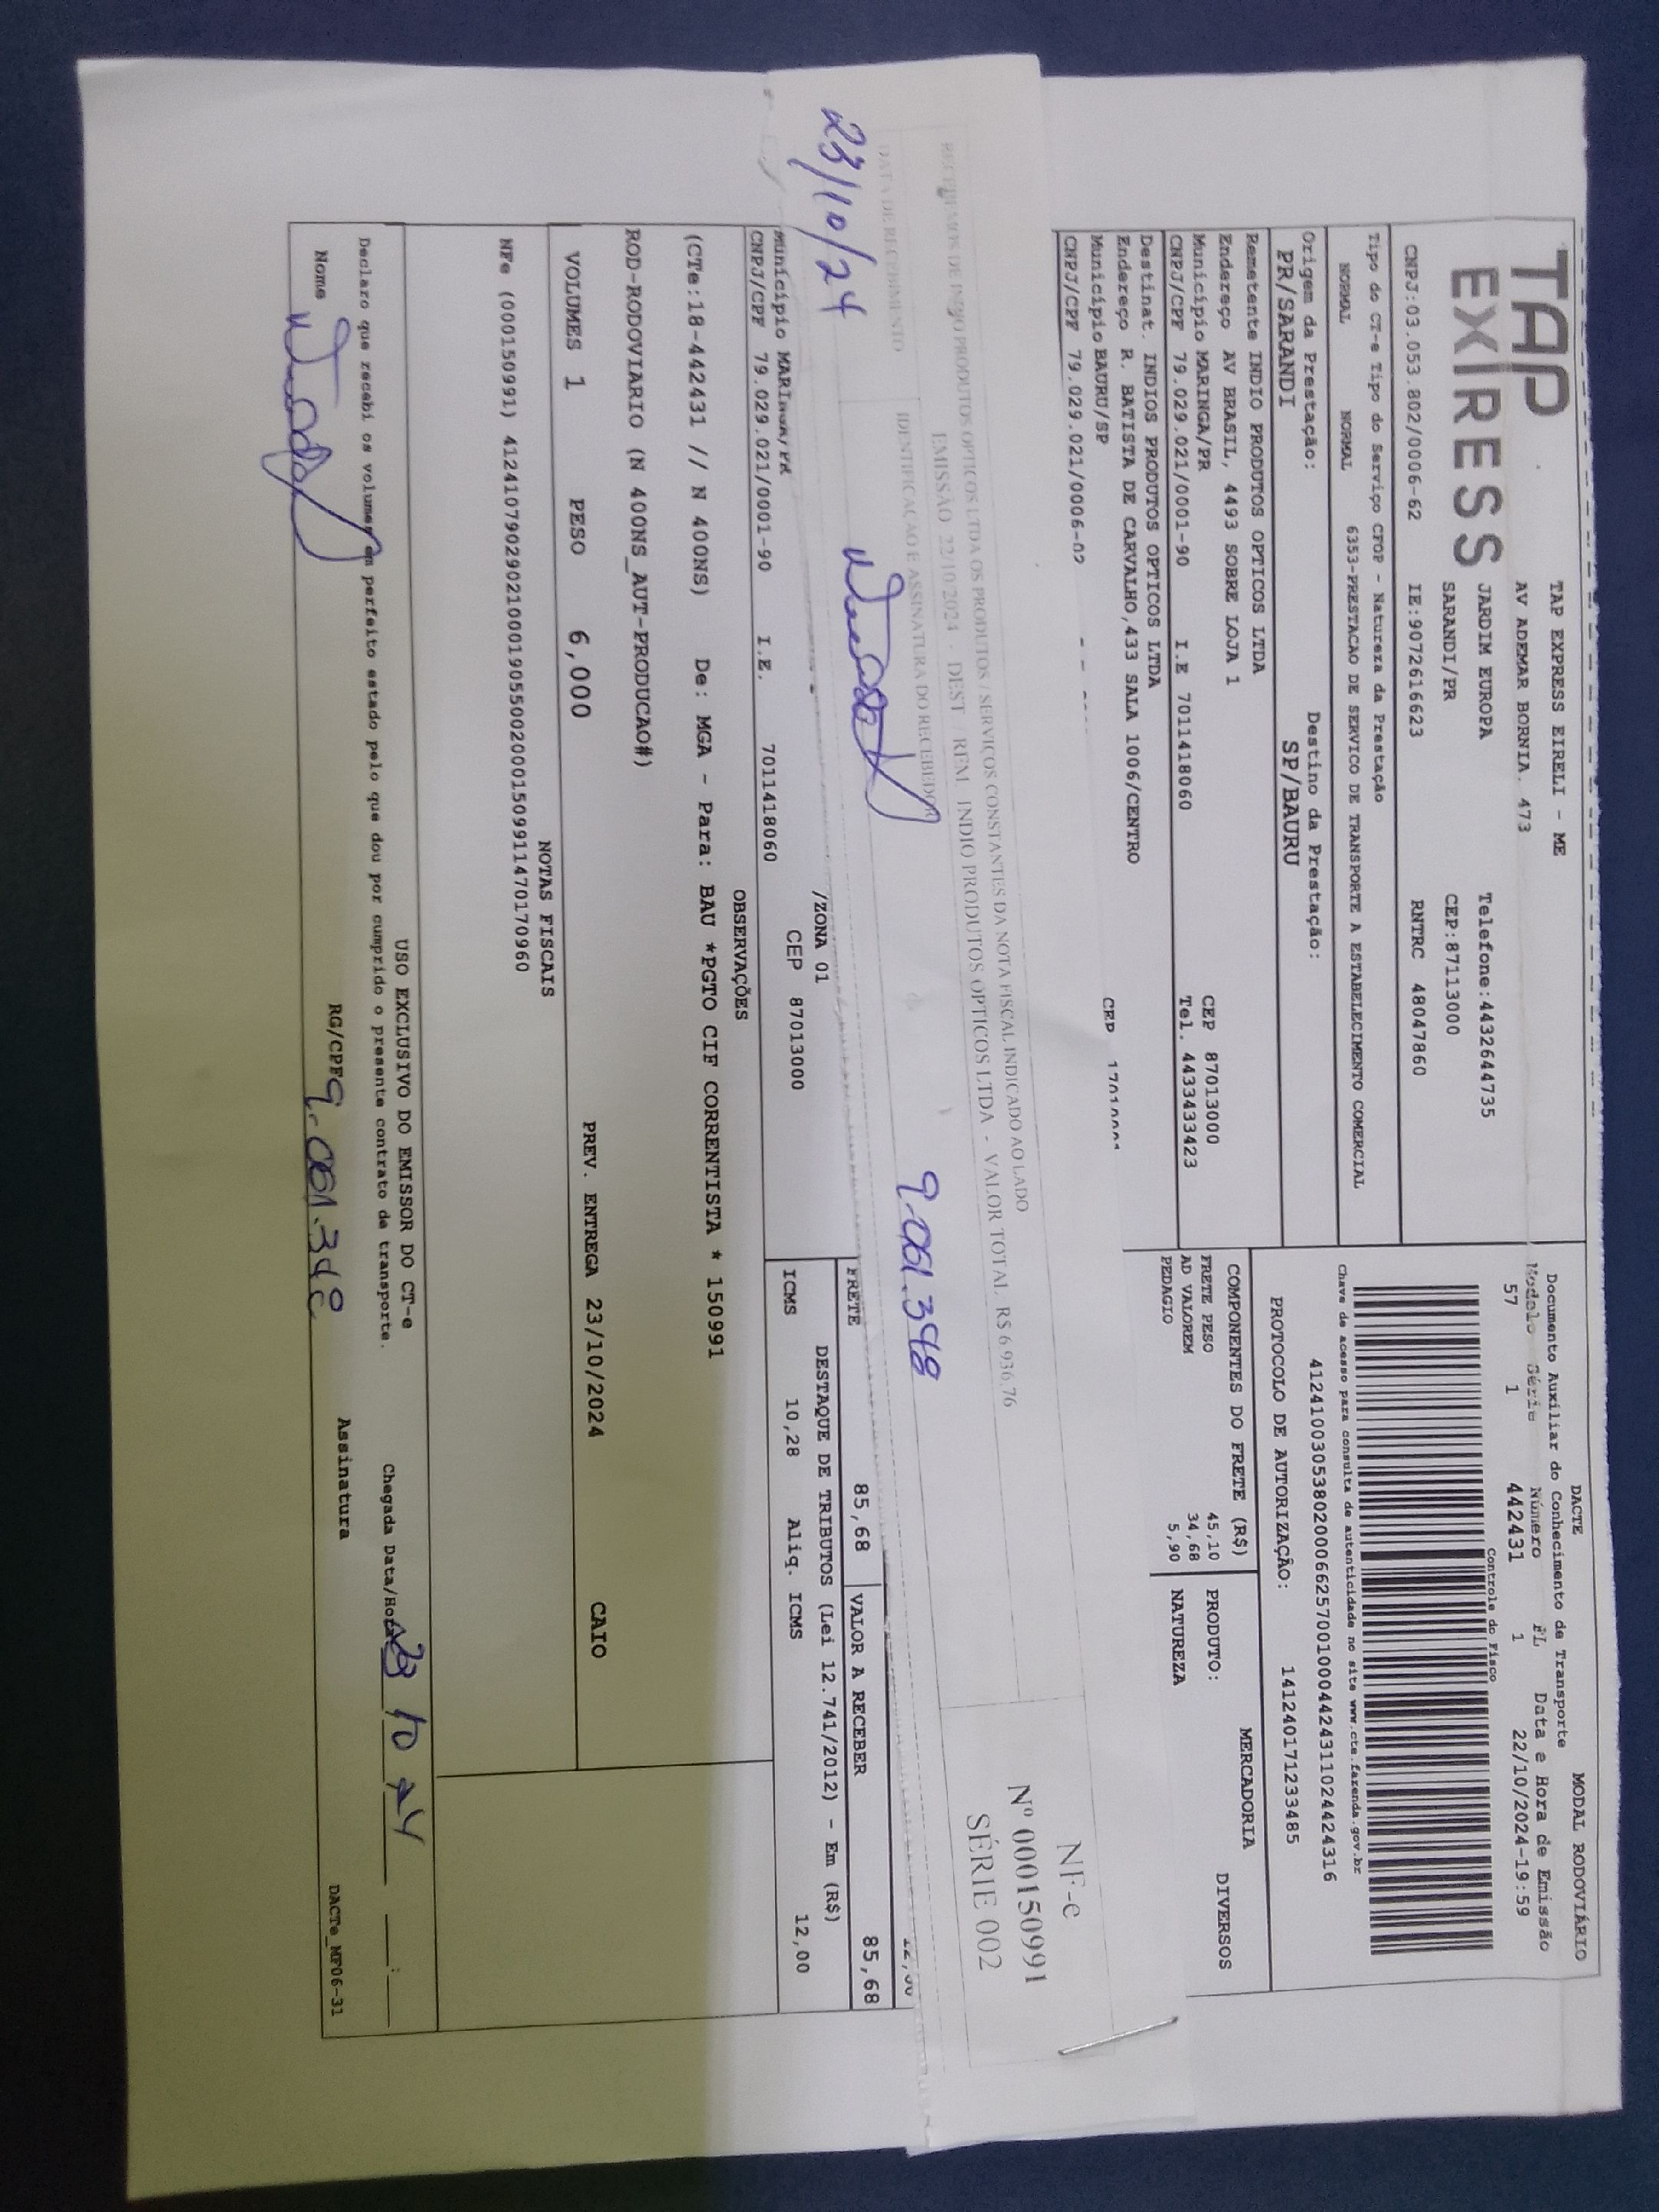 TAP
EXPRESS
TAP EXPRESS EIRELI - ME
AV ADEMAR BORNIA. 473
JARDIM EUROPA Telefone:4432644735
SARANDI/PR CEP:87113000
CNPJ:03.053.802/0006-62 IE:9072616623 RNTRC 48047860
Tipo do CT-e Tipo do Serviço CFOP - Natureza da Prestação
NORMAL NORMAL 6353-PRESTACAO DE SERVICO DE TRANSPORTE A ESTABELECIMENTO COMERCIAL
Origem da Prestação: Destino da Prestação:
PR/SARANDI SP/BAURU
Remetente INDIO PRODUTOS OPTICOS LTDA
Endereço AV BRASIL, 4493 SOBRE LOJA 1
Município MARINGA/PR CEP 87013000
CNPJ/CPF 79.029.021/0001-90 I.E 7011418060 Tel. 4433433423
Destinat. INDIOS PRODUTOS OPTICOS LTDA
Endereço R. BATISTA DE CARVALHO,433 SALA 1006/CENTRO
Município BAURU/SP CEP
CNPJ/CPF 79.029.021/0006-02
DACTE MODAL RODOVIÁRIO
Documento Auxiliar do Conhecimento de Transporte
Modelo Série Número FL Data e Hora de Emissão
57 1 442431 1 22/10/2024-19:59
Controle do Fisco
Chave de acesso para consulta de autenticidade no site www.cte.fazenda.gov.br
41241003053802000662570010004424311024424316
PROTOCOLO DE AUTORIZAÇÃO: 141240171233485
COMPONENTES DO FRETE (R$) MERCADORIA
FRETE PESO 45,10 PRODUTO: DIVERSOS
AD VALOREM 34,68
PEDAGIO 5,90 NATUREZA
RECEBEMOS DE INDIO PRODUTOS OPTICOS LTDA OS PRODUTOS / SERVIÇOS CONSTANTES DA NOTA FISCAL INDICADO AO LADO
EMISSÃO 22/10/2024 - DEST REM INDIO PRODUTOS OPTICOS LTDA - VALOR TOTAL R$ 6.936,76
DATA DE RECEBIMENTO IDENTIFICAÇÃO E ASSINATURA DO RECEBEDOR
23/10/24 9.061.348
NF-e
Nº 000150991
SÉRIE 002
/ZONA 01
Município MARINGA/PR CEP 87013000
CNPJ/CPF 79.029.021/0001-90 I.E. 7011418060
FRETE 85,68 VALOR A RECEBER 85,68
DESTAQUE DE TRIBUTOS (Lei 12.741/2012) - Em (R$)
ICMS 10,28 Aliq. ICMS 12,00
OBSERVAÇÕES
(CTe:18-442431 // N 400NS) De: MGA - Para: BAU *PGTO CIF CORRENTISTA * 150991
ROD-RODOVIARIO (N 400NS_AUT-PRODUCAO#)
VOLUMES 1 PESO 6,000 PREV. ENTREGA 23/10/2024 CAIO
NOTAS FISCAIS
NFe (000150991) 41241079029021000190550020001509911470170960
USO EXCLUSIVO DO EMISSOR DO CT-e
Declaro que recebi os volumes em perfeito estado pelo que dou por cumprido o presente contrato de transporte. Chegada Data/Hora 23 10 24
Nome RG/CPF 9.061.348 Assinatura
DACTe_MF06-31